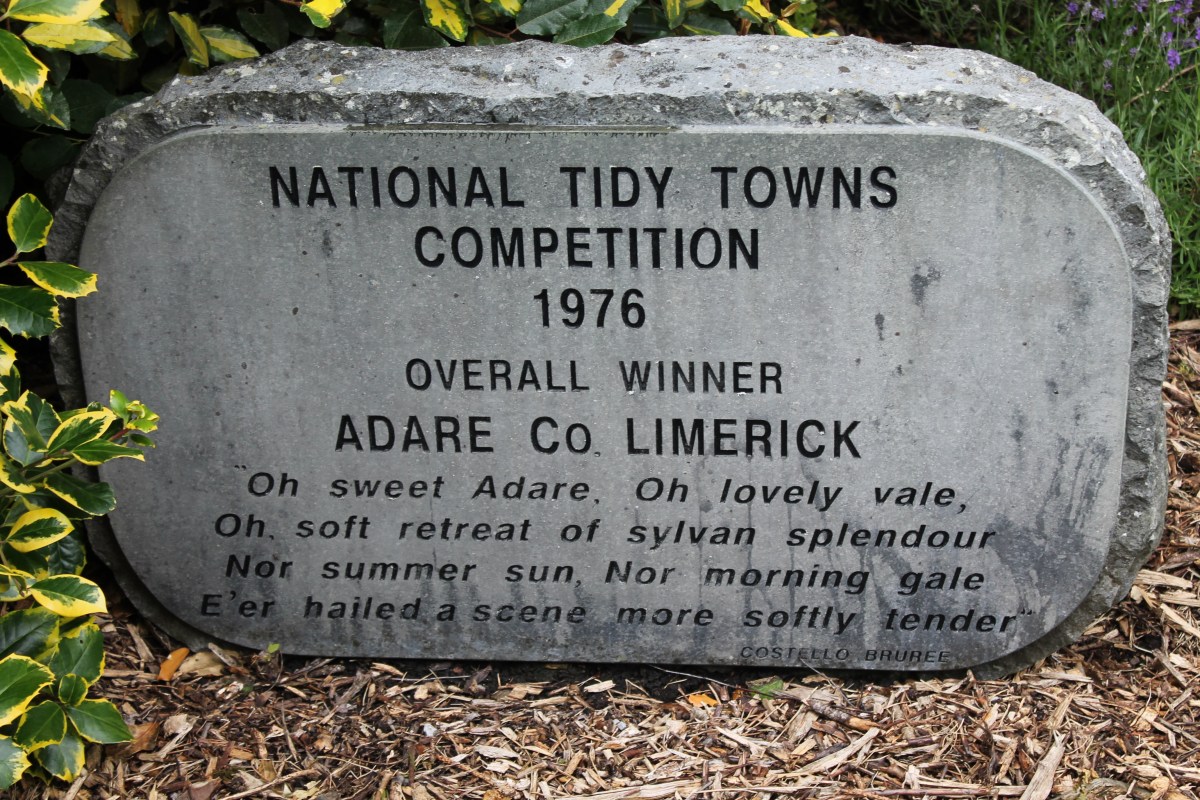 NATIONAL TIDY TOWNS
COMPETITION
1976
OVERALL WINNER
ADARE Co. LIMERICK
"Oh sweet Adare, Oh lovely vale,
Oh, soft retreat of sylvan splendour
Nor summer sun, Nor morning gale
E'er hailed a scene more softly tender"
COSTELLO BRUREE